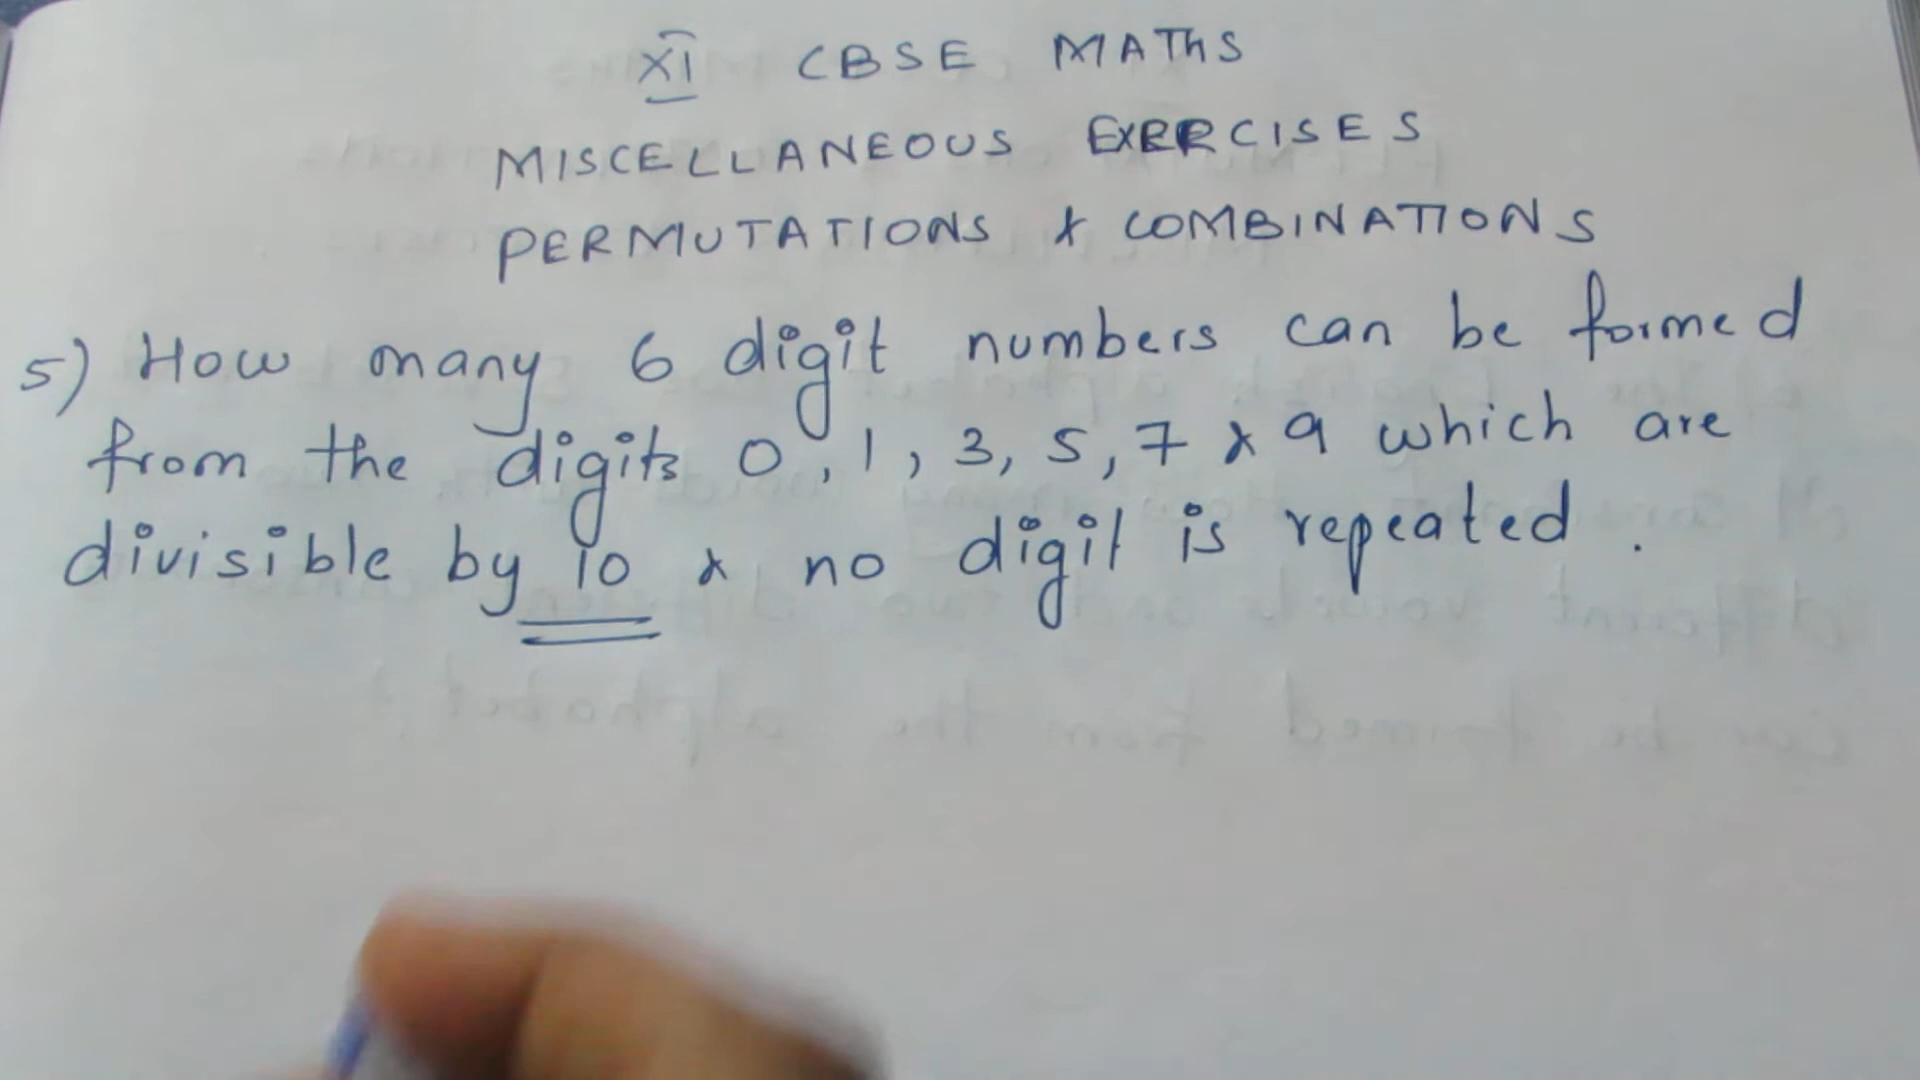 XI CBSE MATHS
MISCELLANEOUS EXERCISES
PERMUTATIONS & COMBINATIONS
5) How many 6 digit numbers can be formed
from the digits 0, 1, 3, 5, 7 & 9 which are
divisible by 10 & no digit is repeated.